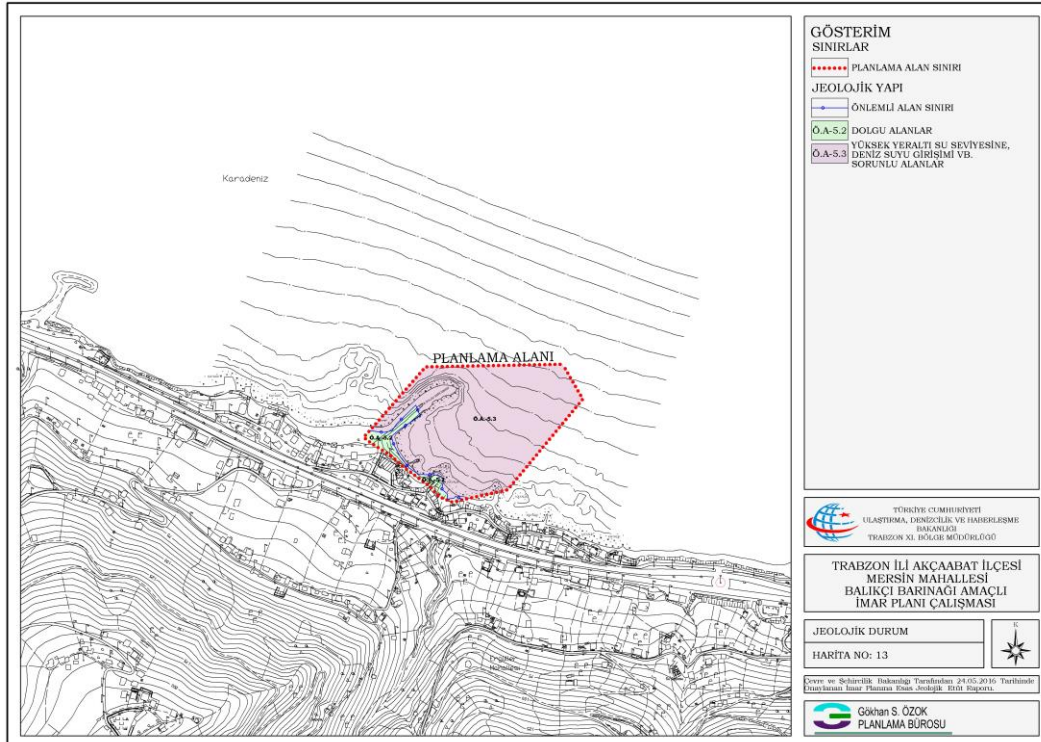 Karadeniz
PLANLAMA ALANI
Ö.A-5.3
Ö.A-5.2
GÖSTERİM
SINIRLAR
PLANLAMA ALAN SINIRI
JEOLOJİK YAPI
ÖNLEMLİ ALAN SINIRI
Ö.A-5.2 DOLGU ALANLAR
Ö.A-5.3 YÜKSEK YERALTI SU SEVİYESİNE,
DENİZ SUYU GİRİŞİMİ VB.
SORUNLU ALANLAR
TÜRKİYE CUMHURİYETİ
ULAŞTIRMA, DENİZCİLİK VE HABERLEŞME
BAKANLIĞI
TRABZON XI. BÖLGE MÜDÜRLÜĞÜ
TRABZON İLİ AKÇAABAT İLÇESİ
MERSİN MAHALLESİ
BALIKÇI BARINAĞI AMAÇLI
İMAR PLANI ÇALIŞMASI
JEOLOJİK DURUM
HARİTA NO: 13
K
Çevre ve Şehircilik Bakanlığı Tarafından 24.05.2016 Tarihinde
Onaylanan İmar Planına Esas Jeolojik Etüt Raporu.
Gökhan S. ÖZOK
PLANLAMA BÜROSU